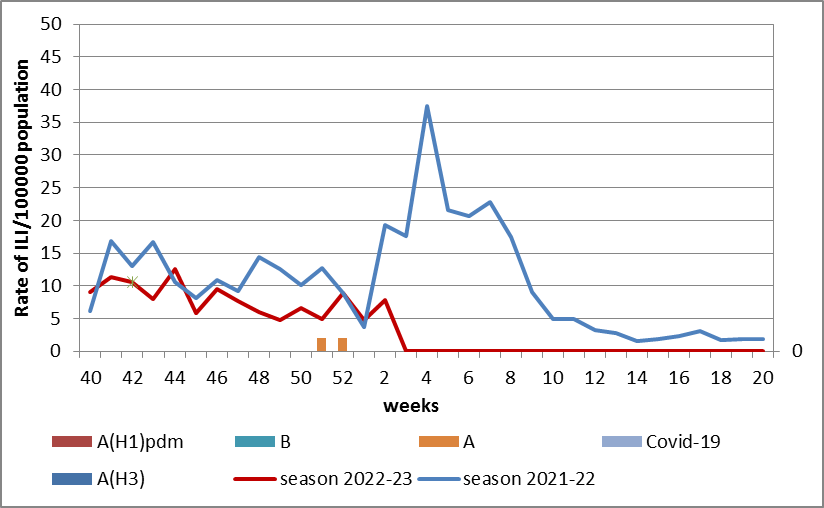 50
45
40
35
30
25
20
15
10
5
0
0
Rate of ILI/100000 population
40 42 44 46 48 50 52 2 4 6 8 10 12 14 16 18 20
weeks
A(H1)pdm B A Covid-19
A(H3) season 2022-23 season 2021-22